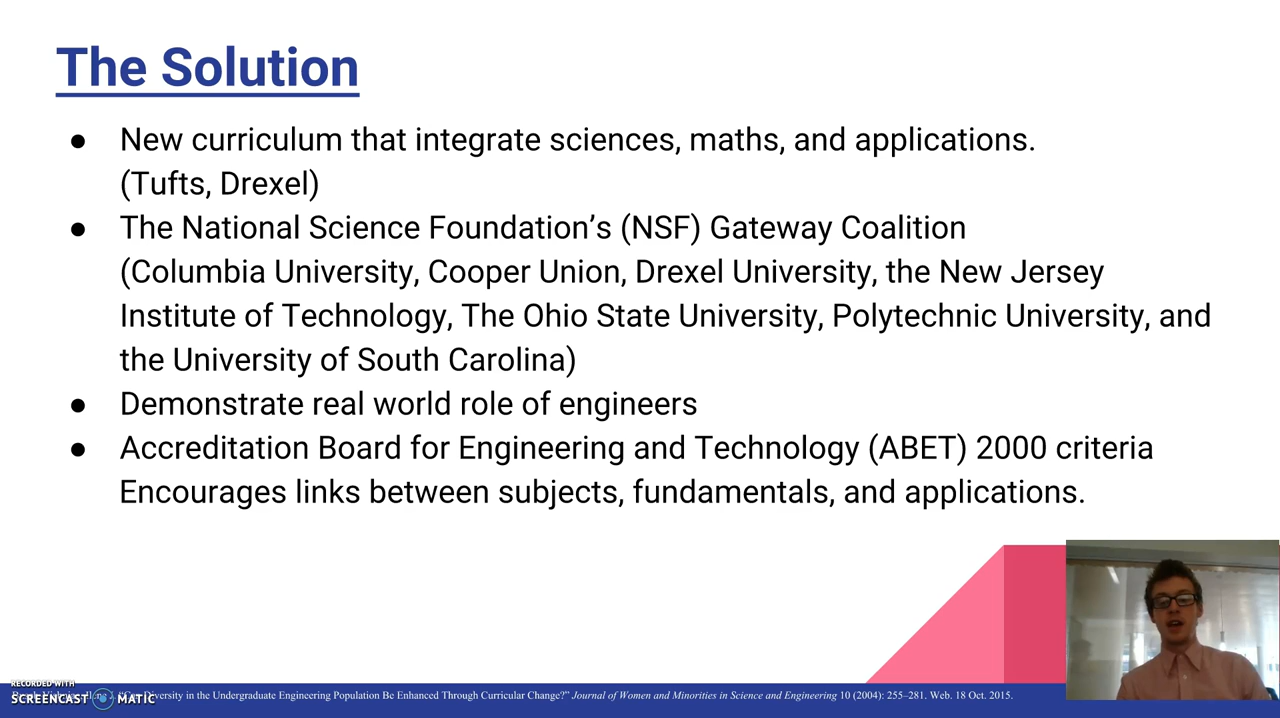 The Solution
● New curriculum that integrate sciences, maths, and applications.
(Tufts, Drexel)
● The National Science Foundation’s (NSF) Gateway Coalition
(Columbia University, Cooper Union, Drexel University, the New Jersey
Institute of Technology, The Ohio State University, Polytechnic University, and
the University of South Carolina)
● Demonstrate real world role of engineers
● Accreditation Board for Engineering and Technology (ABET) 2000 criteria
Encourages links between subjects, fundamentals, and applications.
RECORDED WITH
SCREENCAST MATIC
Diversity in the Undergraduate Engineering Population Be Enhanced Through Curricular Change?” Journal of Women and Minorities in Science and Engineering 10 (2004): 255–281. Web. 18 Oct. 2015.